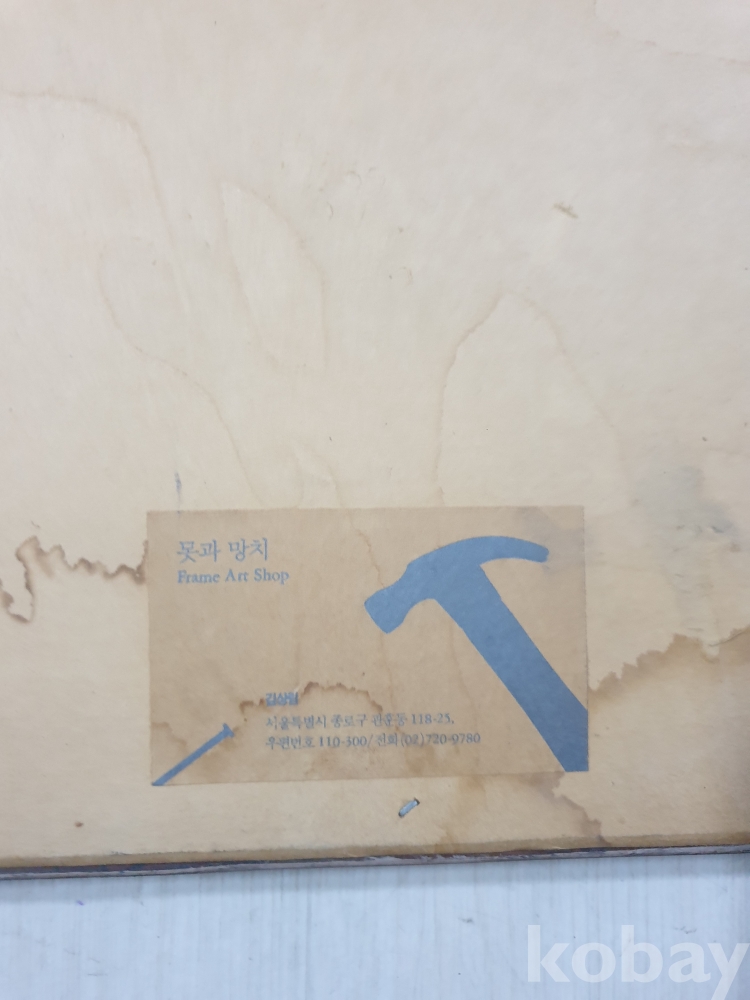 못과 망치
Frame Art Shop
서울특별시 종로구 관훈동 118-25,
우편번호 110-300/전화(02)720-9780
kobay